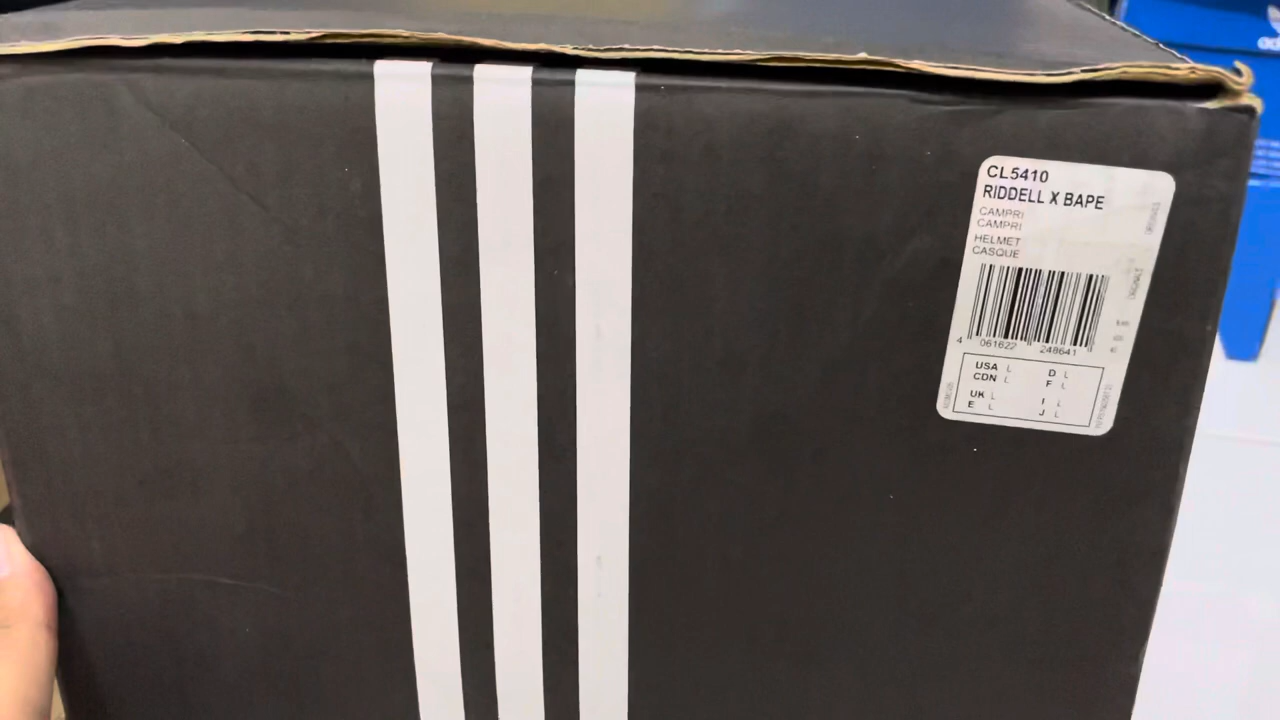 CL5410
RIDDELL X BAPE
CAMPRI
CAMPRI
HELMET
CASQUE
4 061622 248641
USA L D L
CDN L F L
UK L I L
E L J L